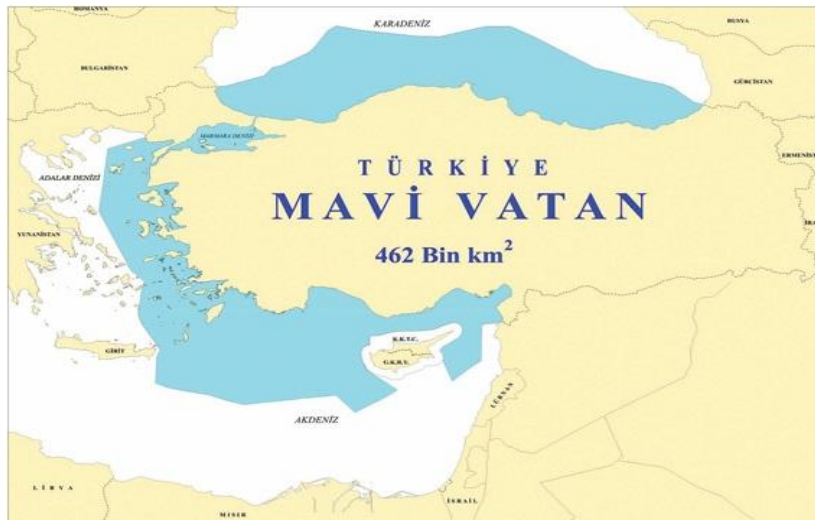 ROMANYA
KARADENİZ
RUSYA
BULGARİSTAN
GÜRCİSTAN
MARMARA DENİZİ
ERMENİS
ADALAR DENİZİ
TÜRKİYE
MAVİ VATAN
İRA
YUNANİSTAN
462 Bin km²
K.K.T.C.
GİRİT
G.K.R.Y.
LÜBNAN
AKDENİZ
LİBYA
MISIR
İSRAİL